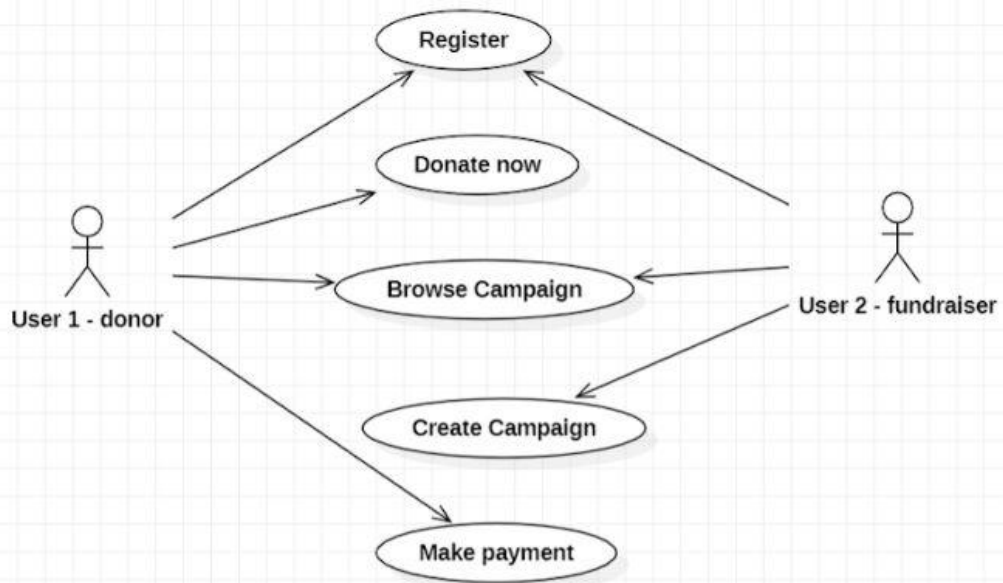 Register
Donate now
Browse Campaign
User 1 - donor
User 2 - fundraiser
Create Campaign
Make payment